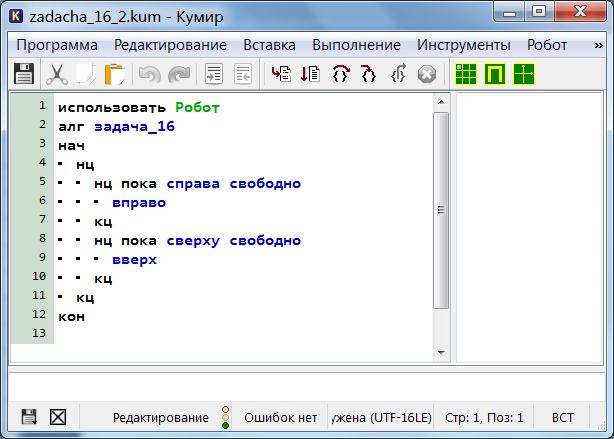 zadacha_16_2.kum - Кумир
Программа Редактирование Вставка Выполнение Инструменты Робот »
1 использовать Робот
2 алг задача_16
3 нач
4 нц
5 нц пока справа свободно
6 вправо
7 кц
8 нц пока сверху свободно
9 вверх
10 кц
11 кц
12 кон
13
Редактирование Ошибок нет ужена (UTF-16LE) Стр: 1, Поз: 1 ВСТ